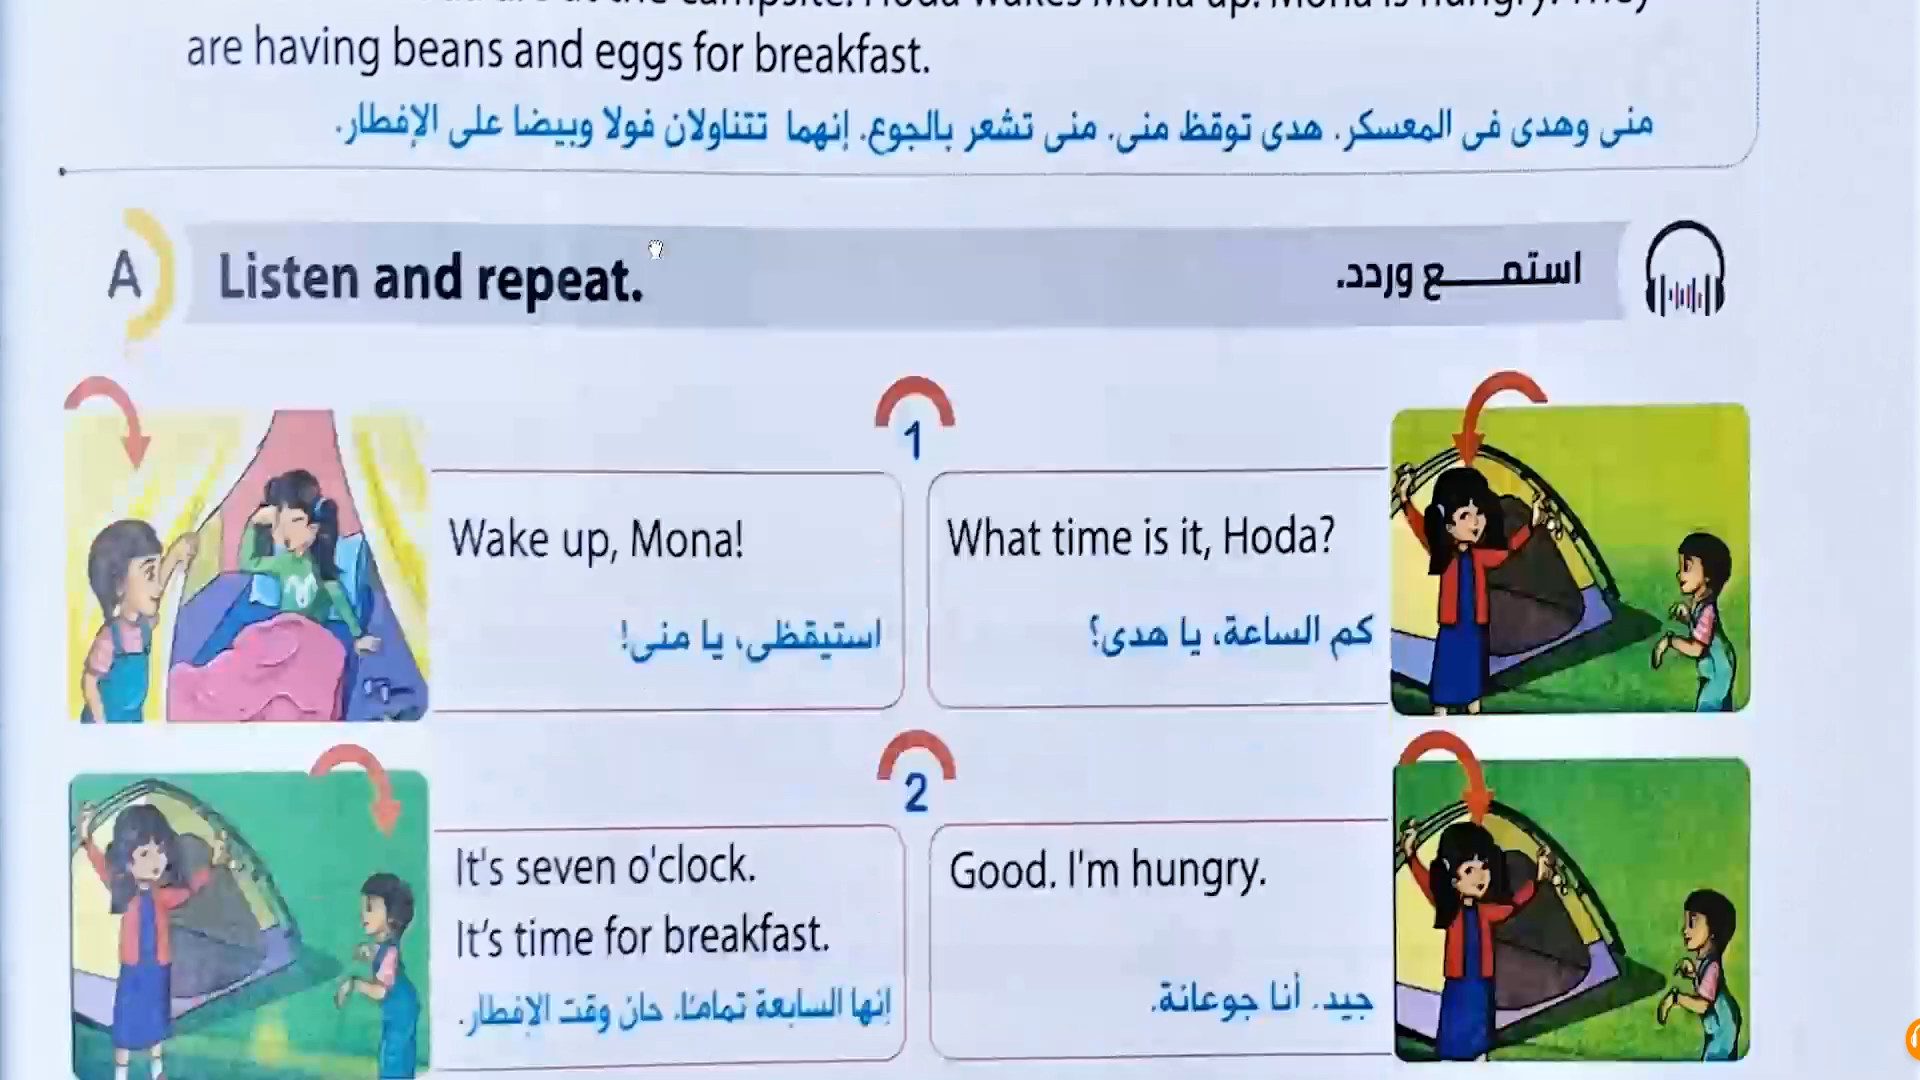 are having beans and eggs for breakfast.
منى وهدى فى المعسكر. هدى توقظ منى. منى تشعر بالجوع. إنهما تتناولان فولا وبيضا على الإفطار.
A
Listen and repeat.
استمع وردد.
1
Wake up, Mona!
استيقظى، يا منى!
What time is it, Hoda?
كم الساعة، يا هدى؟
2
It's seven o'clock.
It's time for breakfast.
إنها السابعة تمامًا. حان وقت الإفطار.
Good. I'm hungry.
جيد. أنا جوعانة.